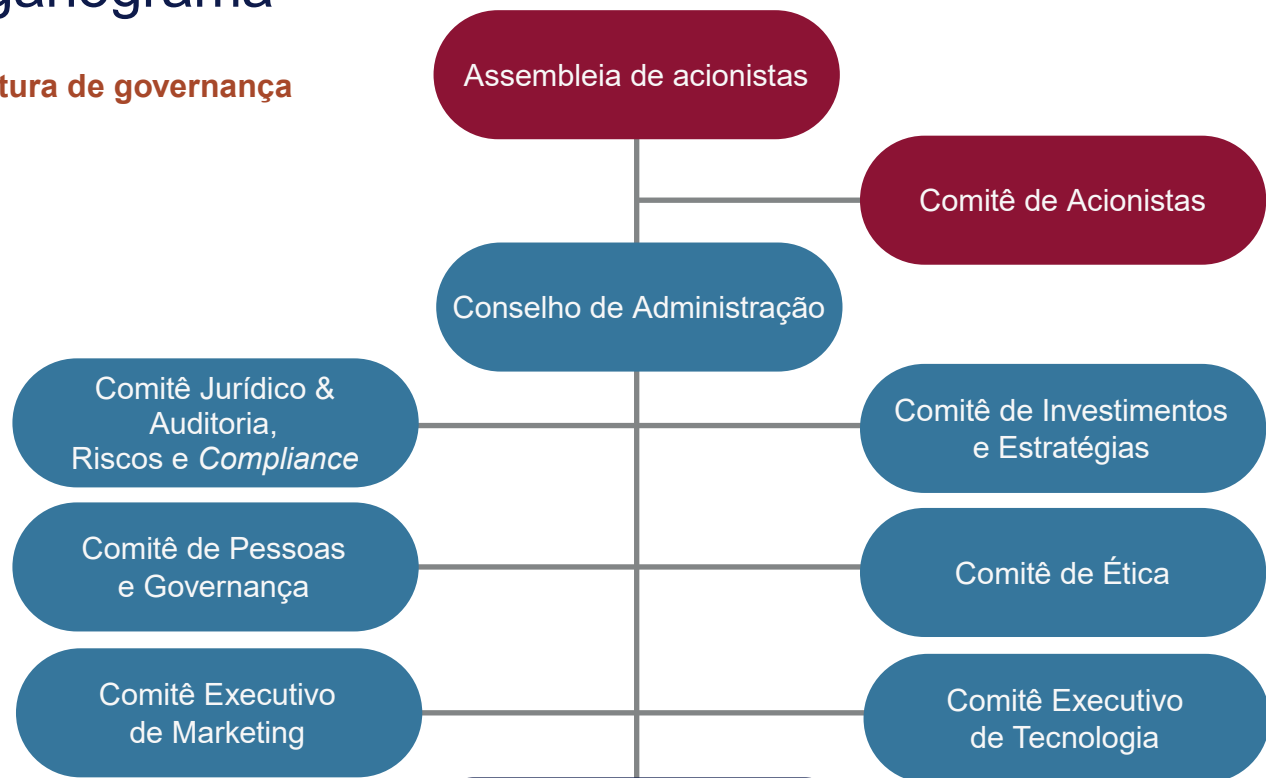 ganograma
tura de governança
Assembleia de acionistas
Comitê de Acionistas
Conselho de Administração
Comitê Jurídico &
Auditoria,
Riscos e Compliance
Comitê de Investimentos
e Estratégias
Comitê de Pessoas
e Governança
Comitê de Ética
Comitê Executivo
de Marketing
Comitê Executivo
de Tecnologia